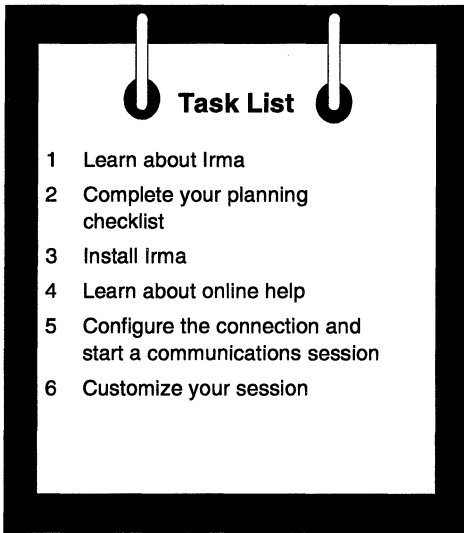 Task List
1 Learn about Irma
2 Complete your planning
checklist
3 Install Irma
4 Learn about online help
5 Configure the connection and
start a communications session
6 Customize your session